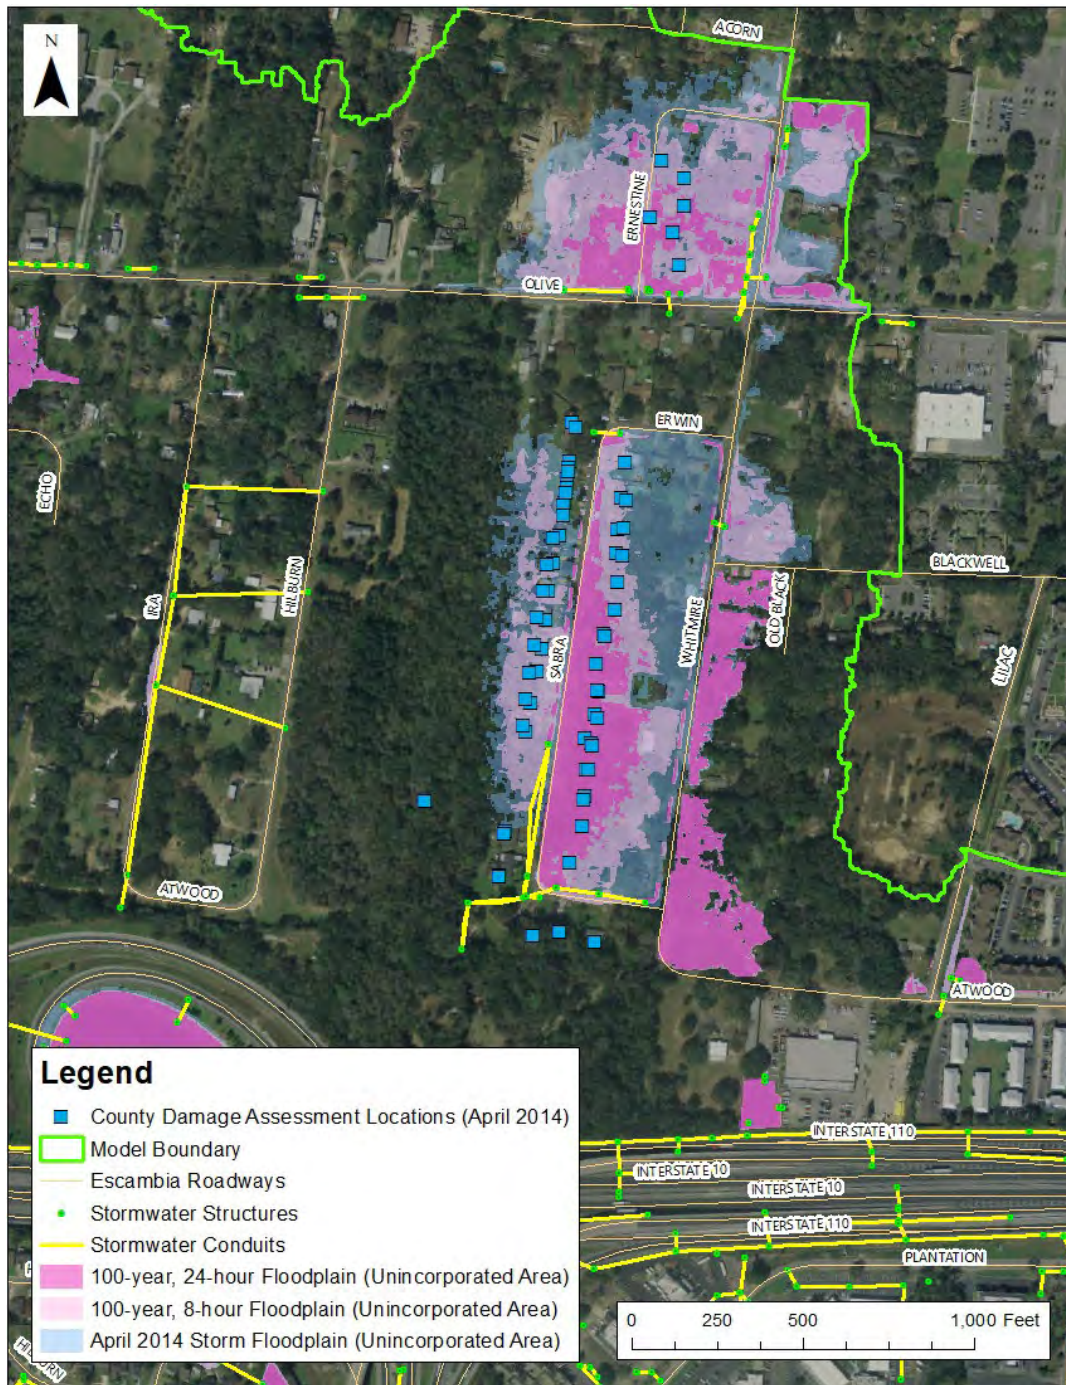 N
ACORN
ERNESTINE
OLIVE
ERWIN
ECHO
BLACKWELL
HILBURN
IRA
OLD BLACK
WHITMIRE
SABRA
LILAC
ATWOOD
ATWOOD
Legend
County Damage Assessment Locations (April 2014)
Model Boundary
Escambia Roadways
Stormwater Structures
Stormwater Conduits
100-year, 24-hour Floodplain (Unincorporated Area)
100-year, 8-hour Floodplain (Unincorporated Area)
April 2014 Storm Floodplain (Unincorporated Area)
INTERSTATE 110
INTERSTATE 10
INTERSTATE 10
INTERSTATE 110
PLANTATION
0 250 500 1,000 Feet